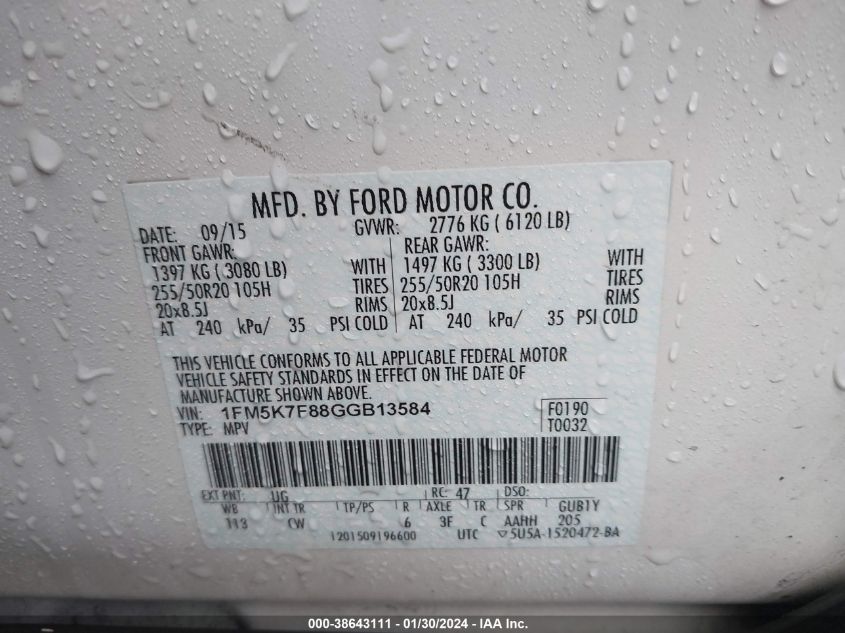 MFD. BY FORD MOTOR CO.
DATE: 09/15 GVWR: 2776 KG ( 6120 LB)
FRONT GAWR: REAR GAWR:
1397 KG ( 3080 LB) WITH 1497 KG ( 3300 LB) WITH
255/50R20 105H TIRES 255/50R20 105H TIRES
20x8.5J RIMS 20x8.5J RIMS
AT 240 kPa/ 35 PSI COLD AT 240 kPa/ 35 PSI COLD
THIS VEHICLE CONFORMS TO ALL APPLICABLE FEDERAL MOTOR
VEHICLE SAFETY STANDARDS IN EFFECT ON THE DATE OF
MANUFACTURE SHOWN ABOVE.
VIN: 1FM5K7F88GGB13584 F0190
TYPE: MPV T0032
EXT PNT: UG RC: 47 DSO:
WB INT TR TP/PS R AXLE TR SPR GUB1Y
113 CW 6 3F C AAHH 205
1201509196600 UTC ▽5U5A-1520472-BA
000-38643111 - 01/30/2024 - IAA Inc.